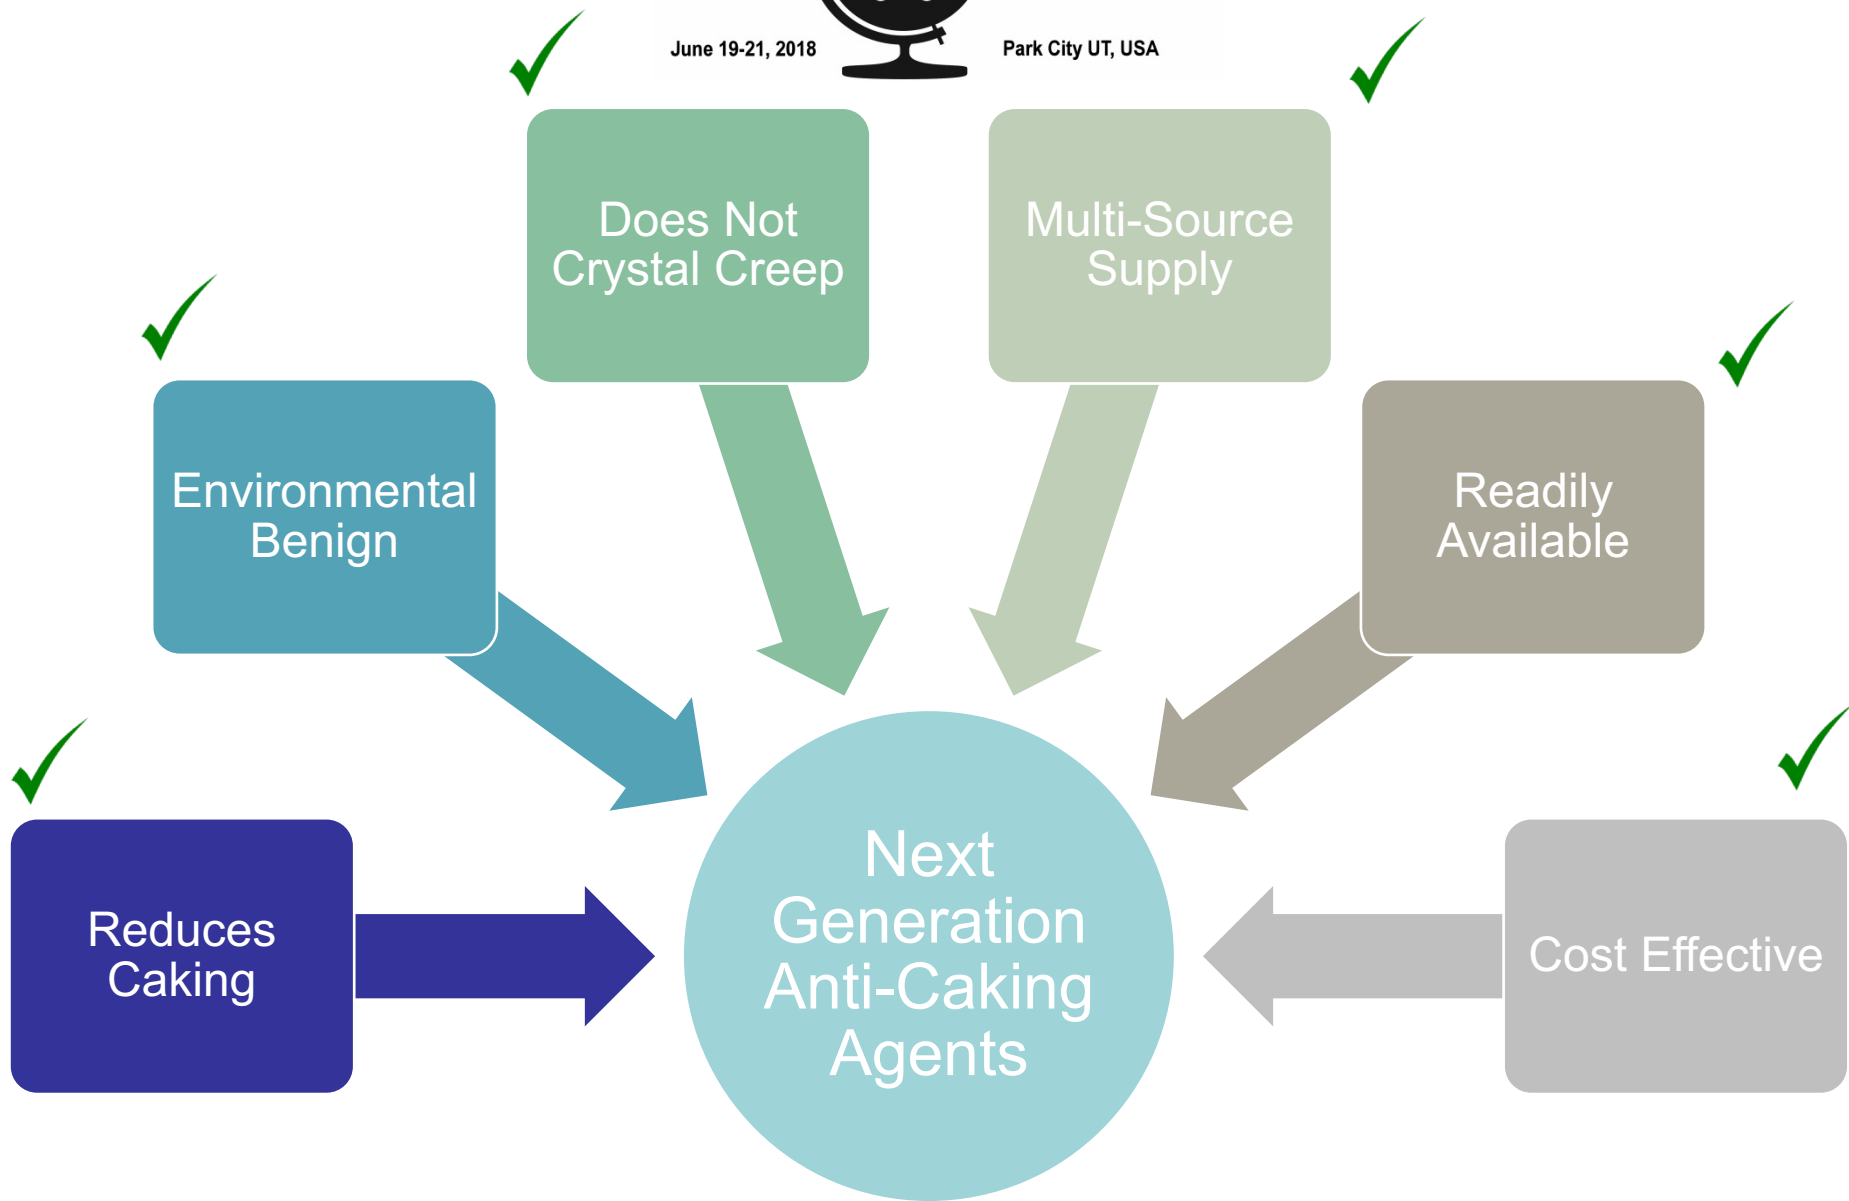 June 19-21, 2018
Park City UT, USA
Does Not
Crystal Creep
Multi-Source
Supply
Environmental
Benign
Readily
Available
Reduces
Caking
Next
Generation
Anti-Caking
Agents
Cost Effective